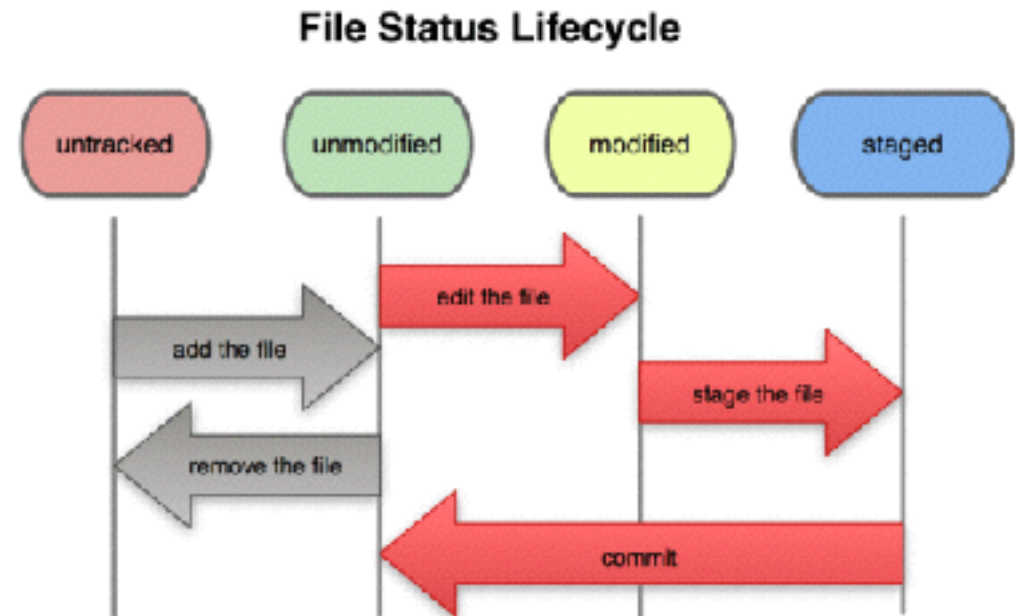 File Status Lifecycle
untracked
unmodified
modified
staged
edit the file
add the file
stage the file
remove the file
commit